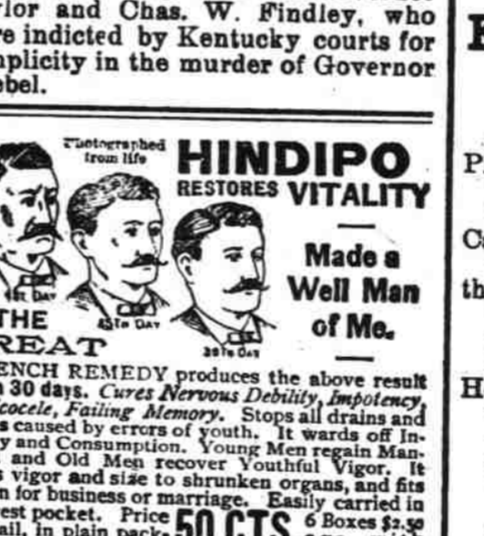 lor and Chas. W. Findley, who
e indicted by Kentucky courts for
plicity in the murder of Governor
ebel.
Photographed
from life
HINDIPO
RESTORES VITALITY
Made a
Well Man
of Me.
1ST DAY
15TH DAY
30TH DAY
THE
REAT
ENCH REMEDY produces the above result
30 days. Cures Nervous Debility, Impotency,
cocele, Failing Memory. Stops all drains and
s caused by errors of youth. It wards off In-
y and Consumption. Young Men regain Man-
and Old Men recover Youthful Vigor. It
s vigor and size to shrunken organs, and fits
n for business or marriage. Easily carried in
est pocket. Price 50 CTS 6 Boxes $2.50
ail, in plain pack-
P
Ca
th
H